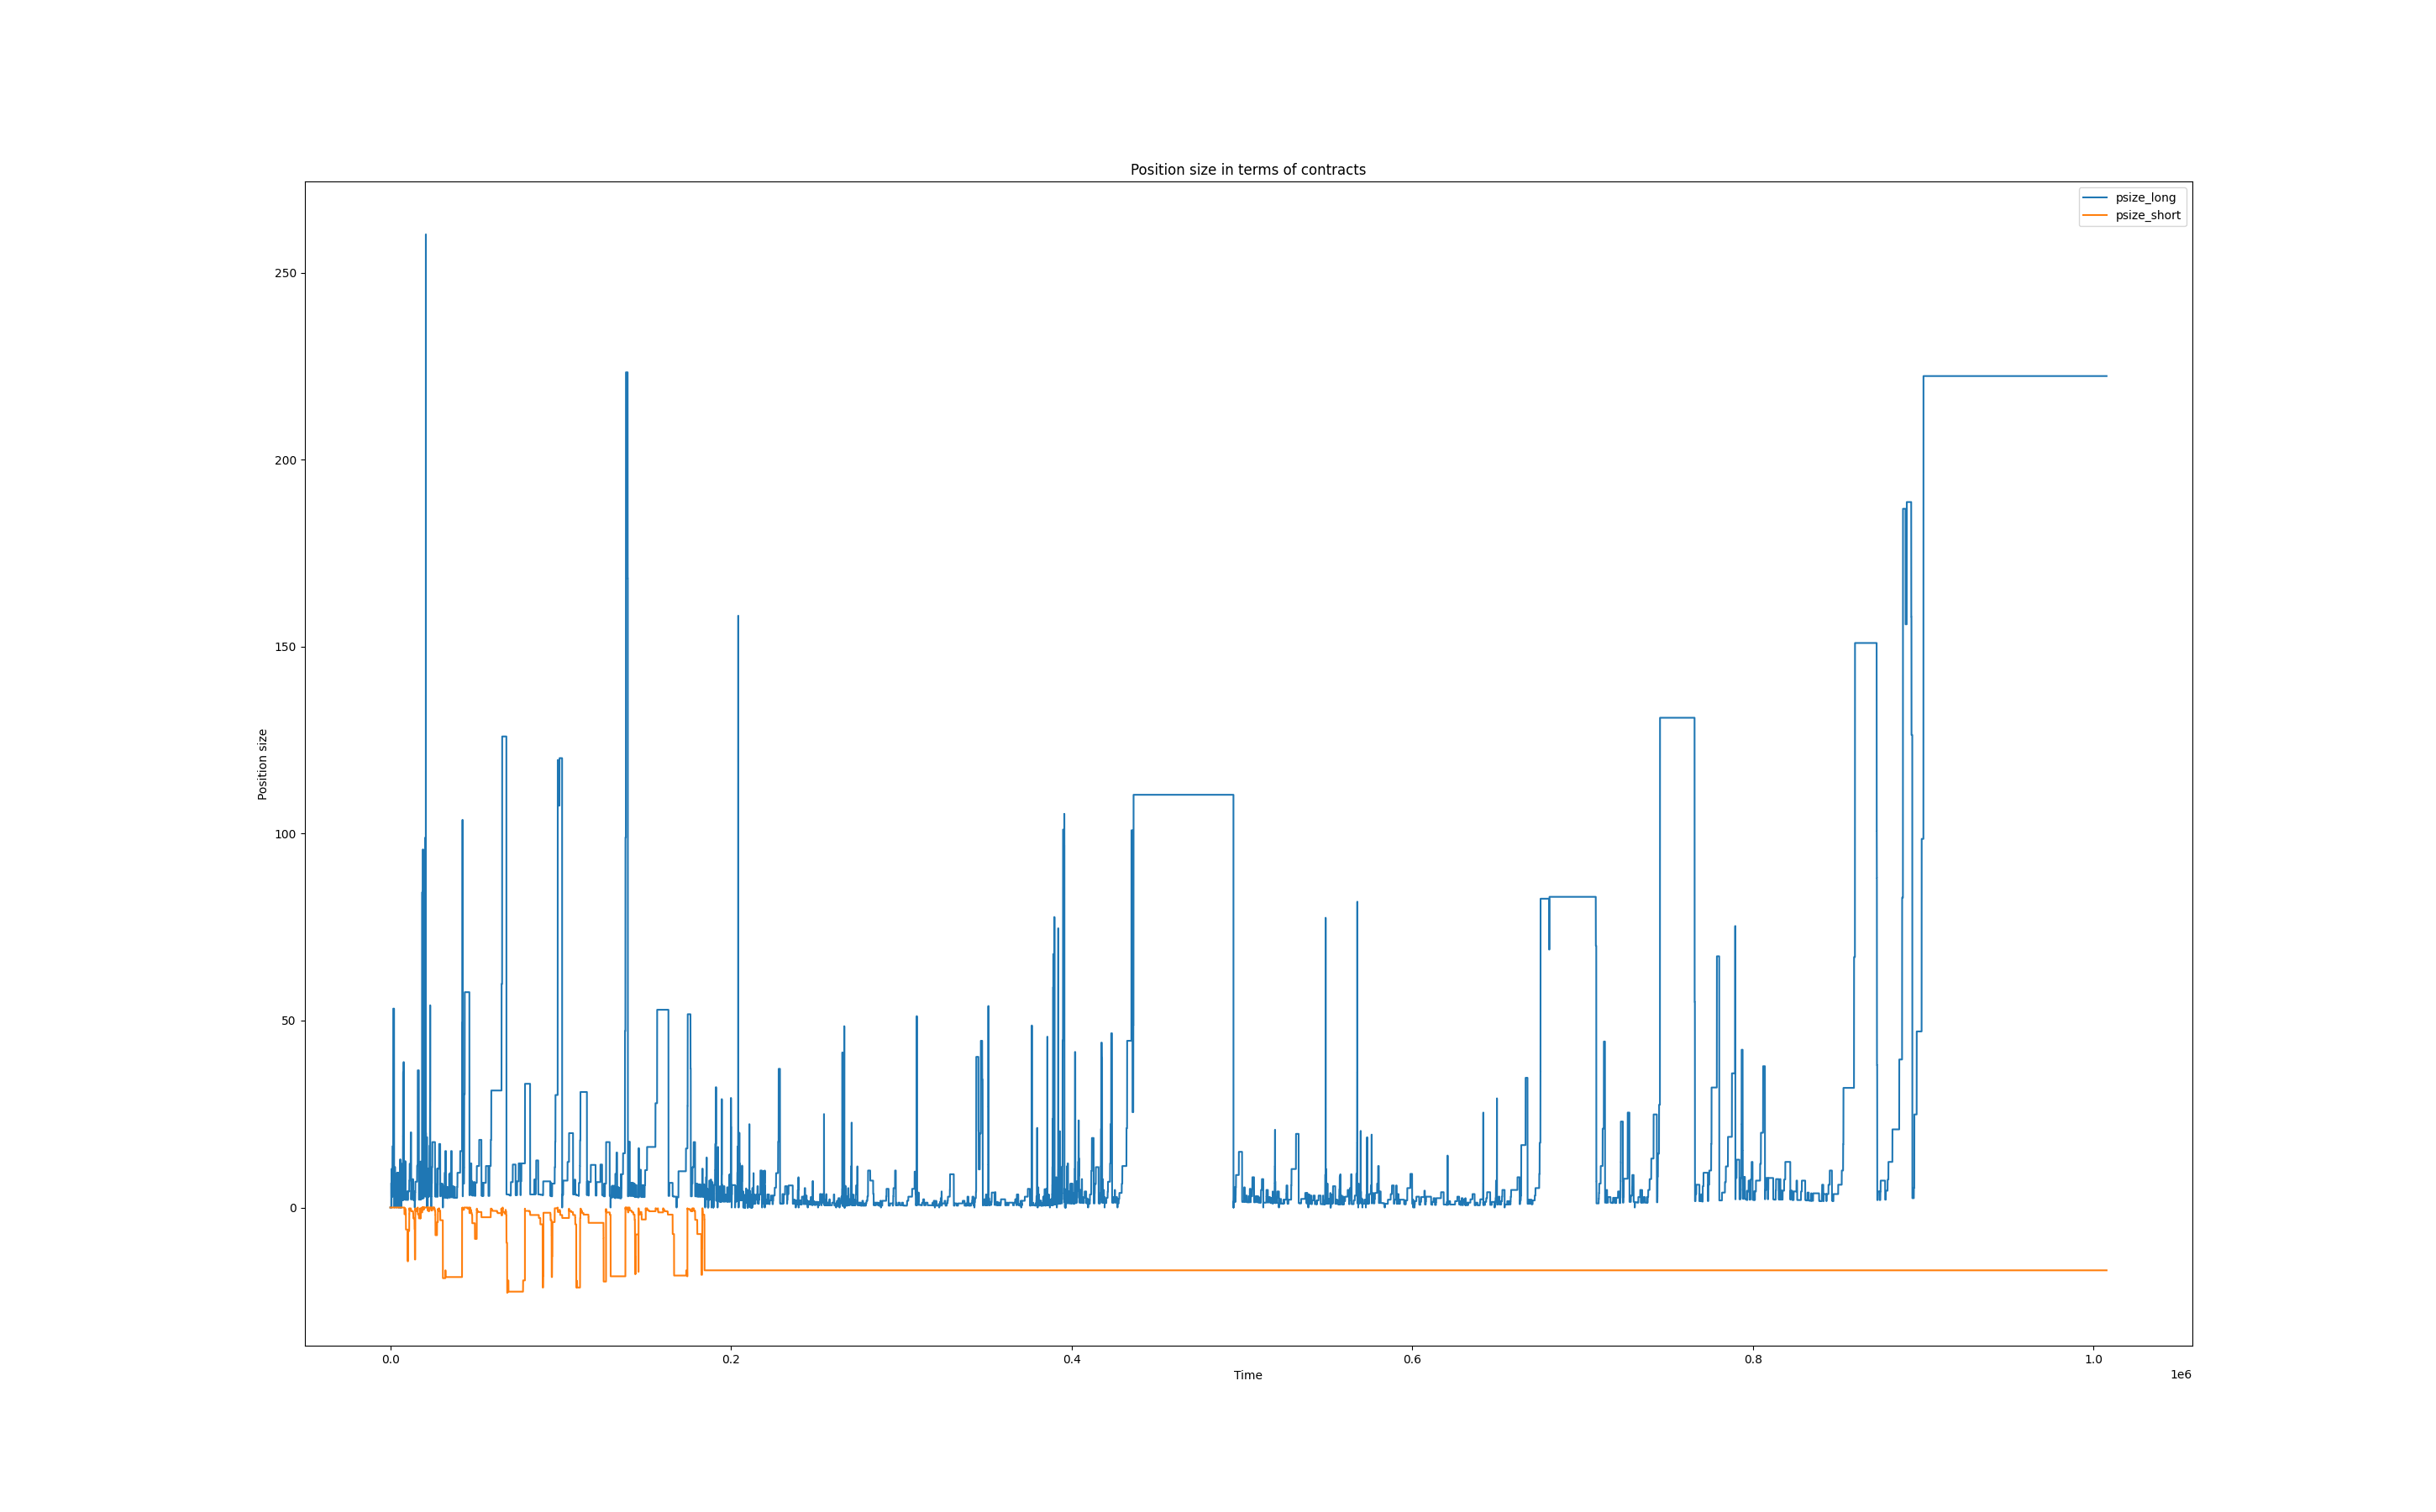 Position size in terms of contracts
psize_long
psize_short
250
200
150
100
50
0
Position size
0.0 0.2 0.4 0.6 0.8 1.0
Time
1e6